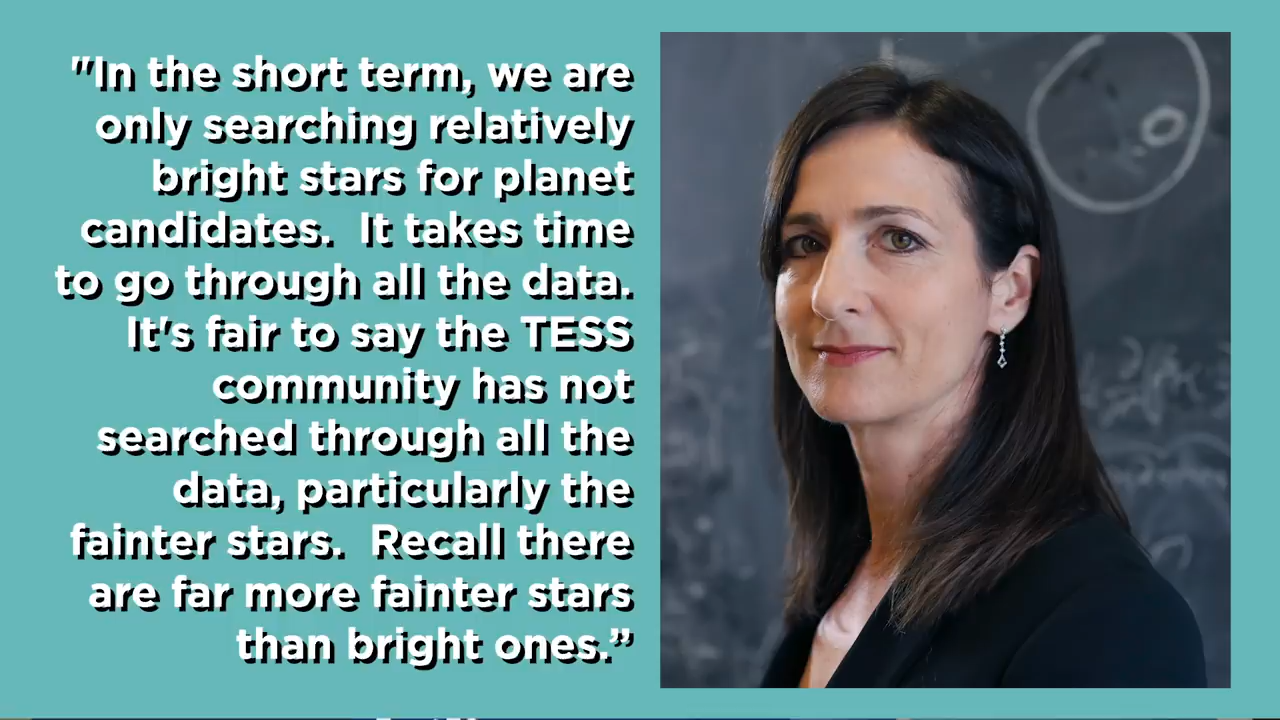 "In the short term, we are
only searching relatively
bright stars for planet
candidates.  It takes time
to go through all the data.
It's fair to say the TESS
community has not
searched through all the
data, particularly the
fainter stars.  Recall there
are far more fainter stars
than bright ones.”